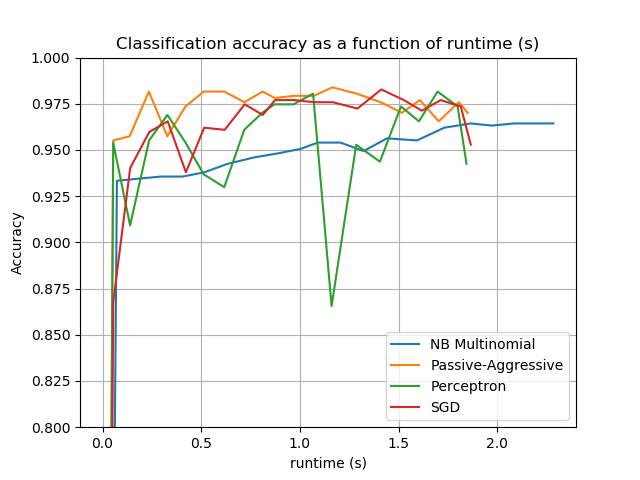 Classification accuracy as a function of runtime (s)
1.000
0.975
0.950
0.925
0.900
0.875
0.850
0.825
0.800
Accuracy
0.0 0.5 1.0 1.5 2.0
runtime (s)
NB Multinomial
Passive-Aggressive
Perceptron
SGD